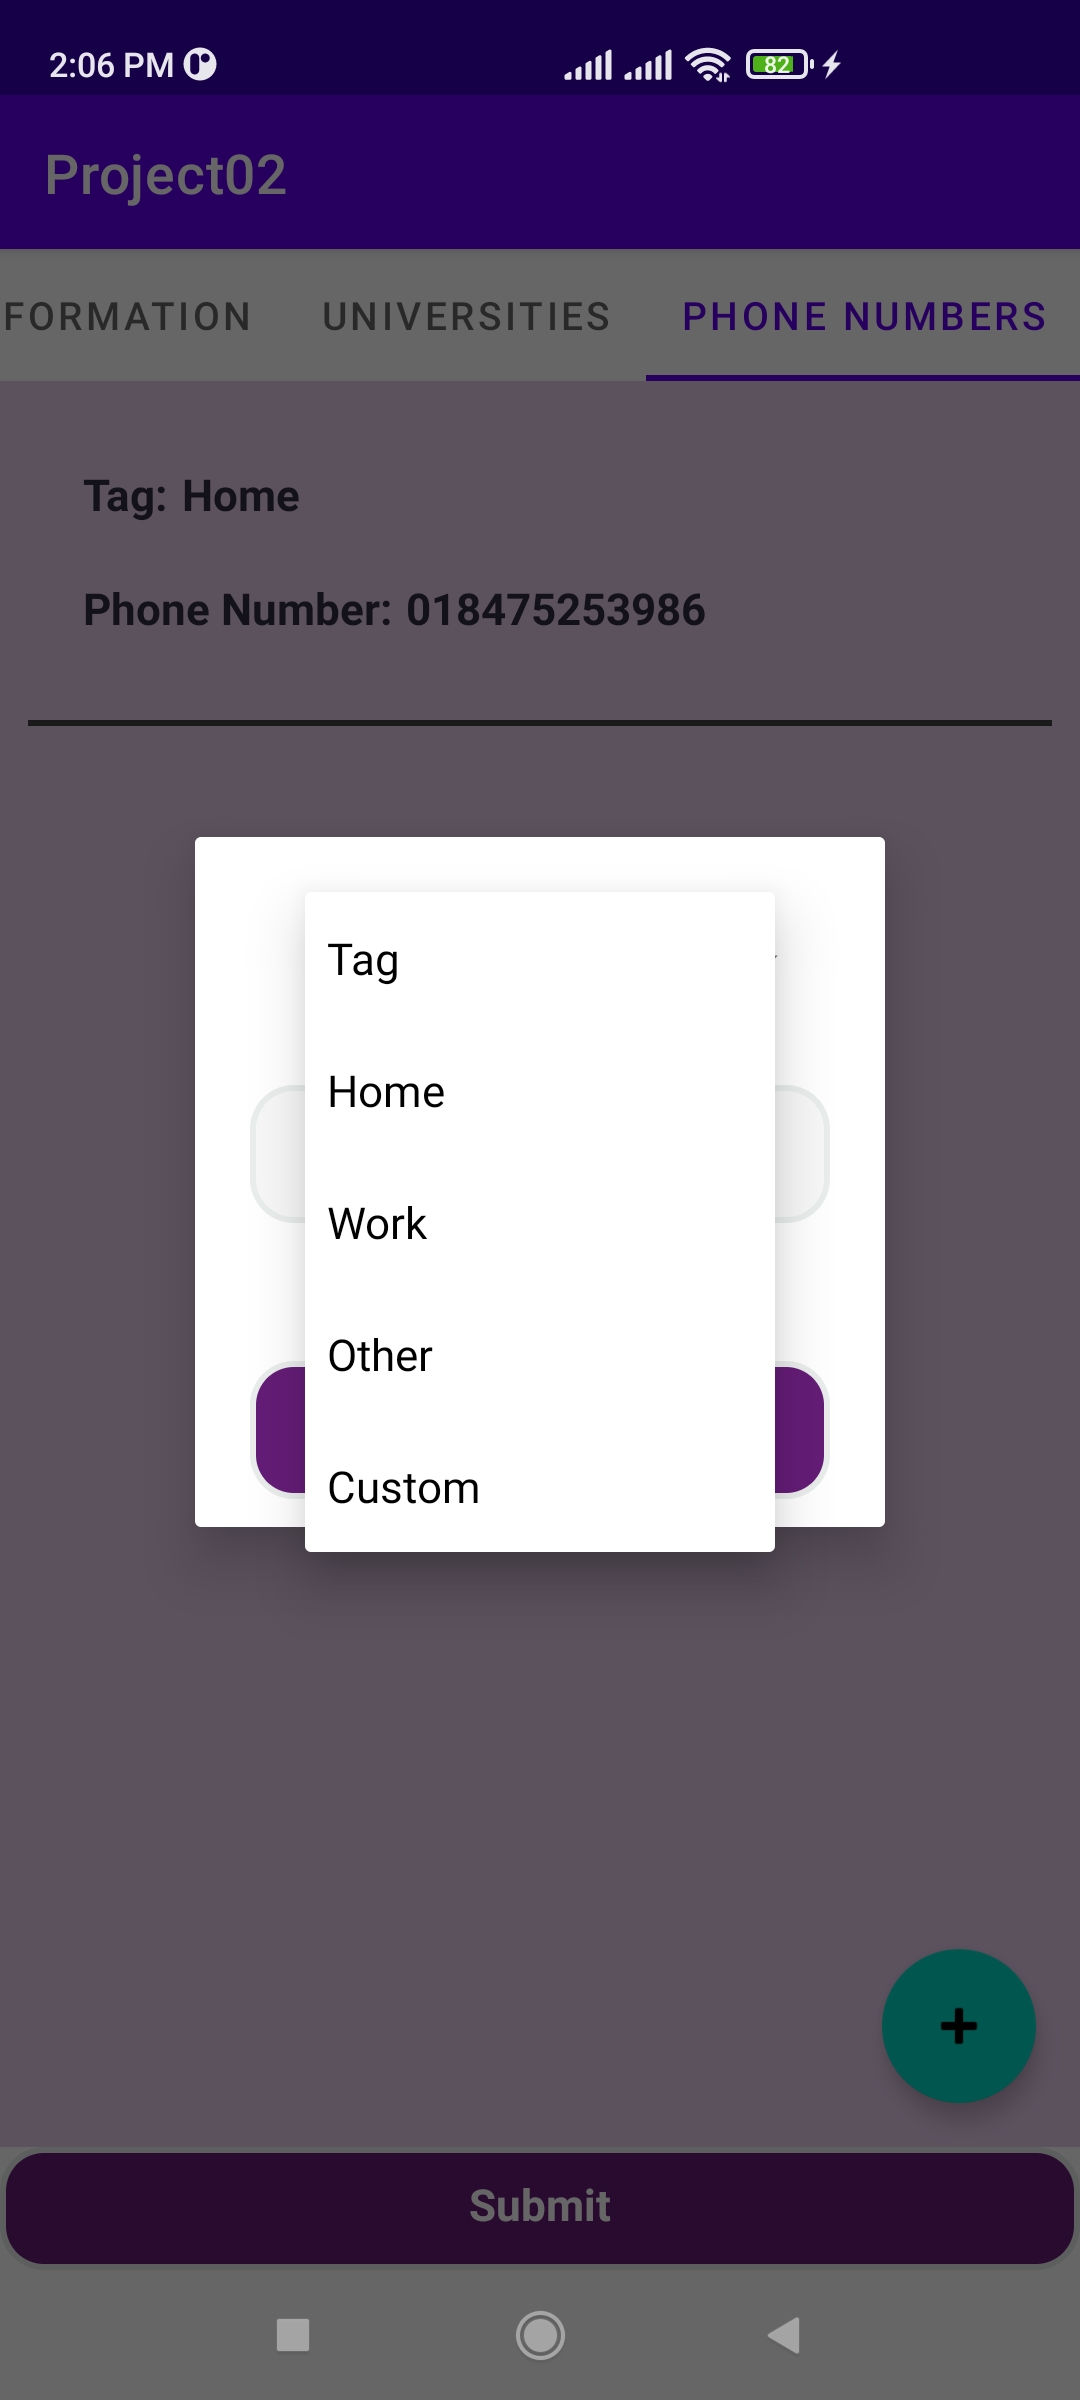 2:06 PM
82
Project02
FORMATION UNIVERSITIES PHONE NUMBERS
Tag: Home
Phone Number: 018475253986
Tag
Home
Work
Other
Custom
Submit